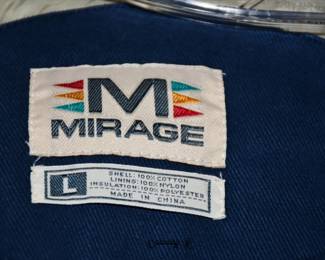 M
MIRAGE
L
SHELL: 100% COTTON
LINING: 100% NYLON
INSULATION: 100% POLYESTER
MADE IN CHINA